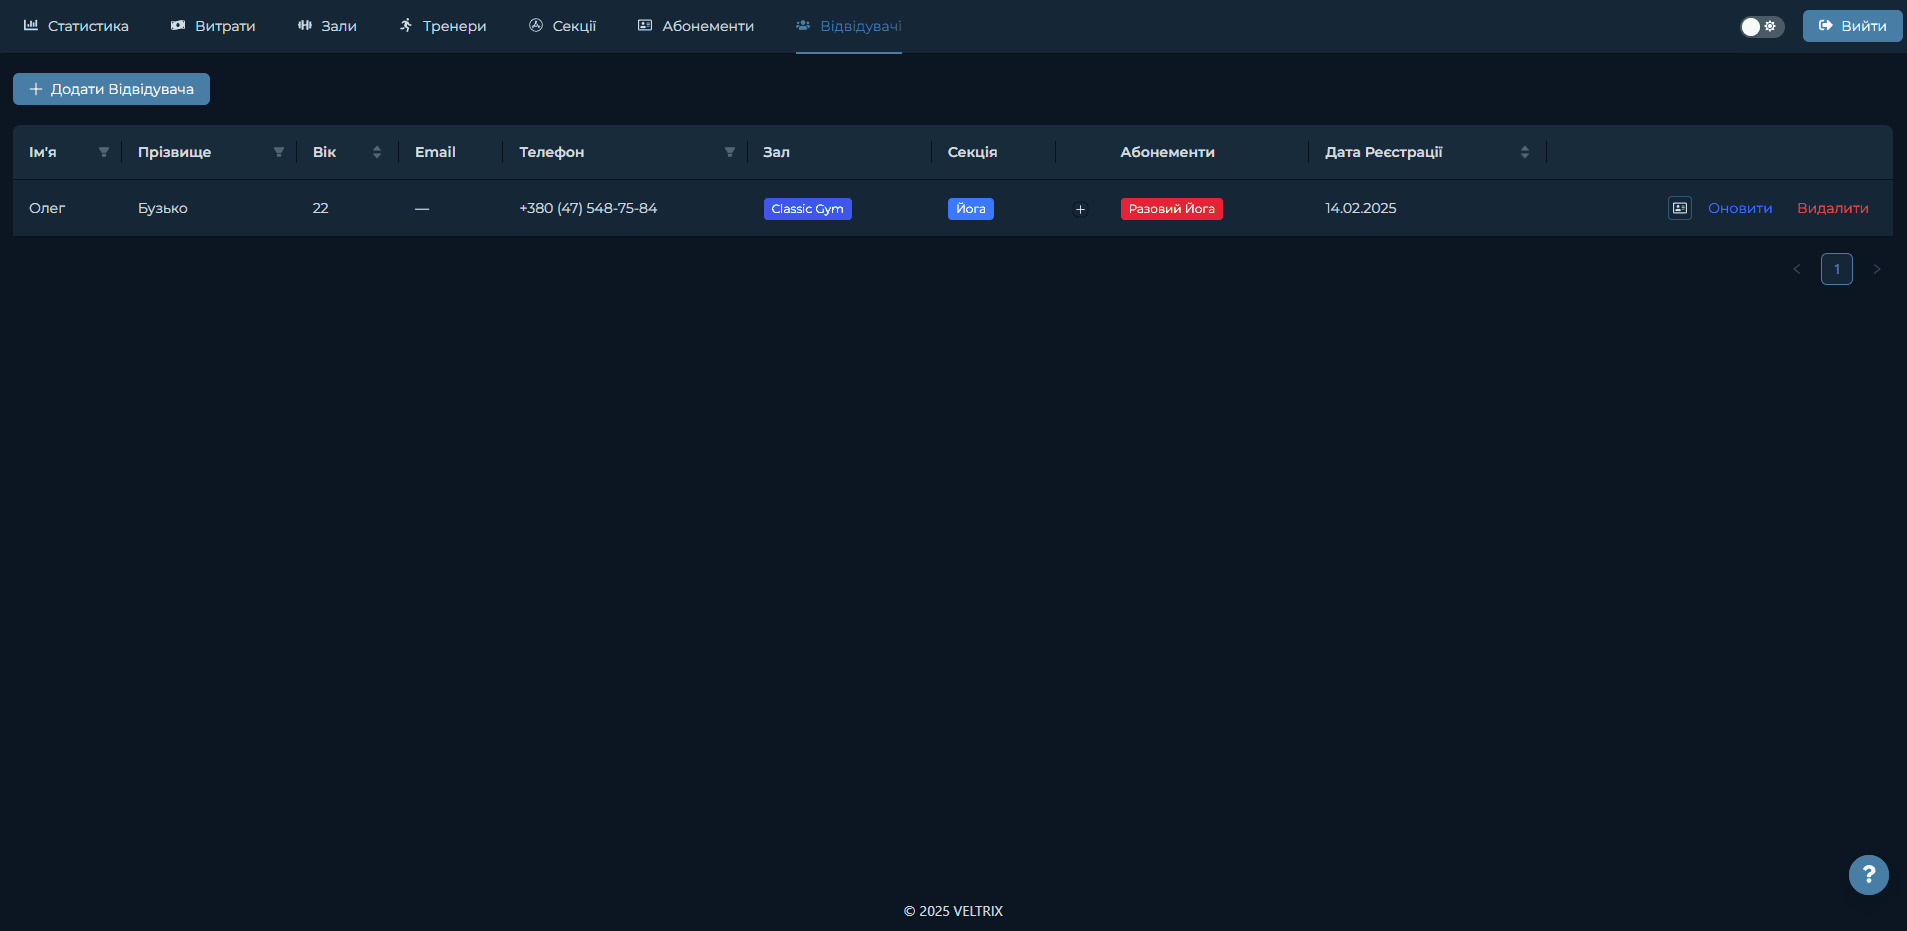 Статистика Витрати Зали Тренери Секції Абонементи Відвідувачі Вийти
Додати Відвідувача
Ім'я Прізвище Вік Email Телефон Зал Секція Абонементи Дата Реєстрації
Олег Бузько 22 — +380 (47) 548-75-84 Classic Gym Йога + Разовий Йога 14.02.2025 Оновити Видалити
< 1 >
?
© 2025 VELTRIX